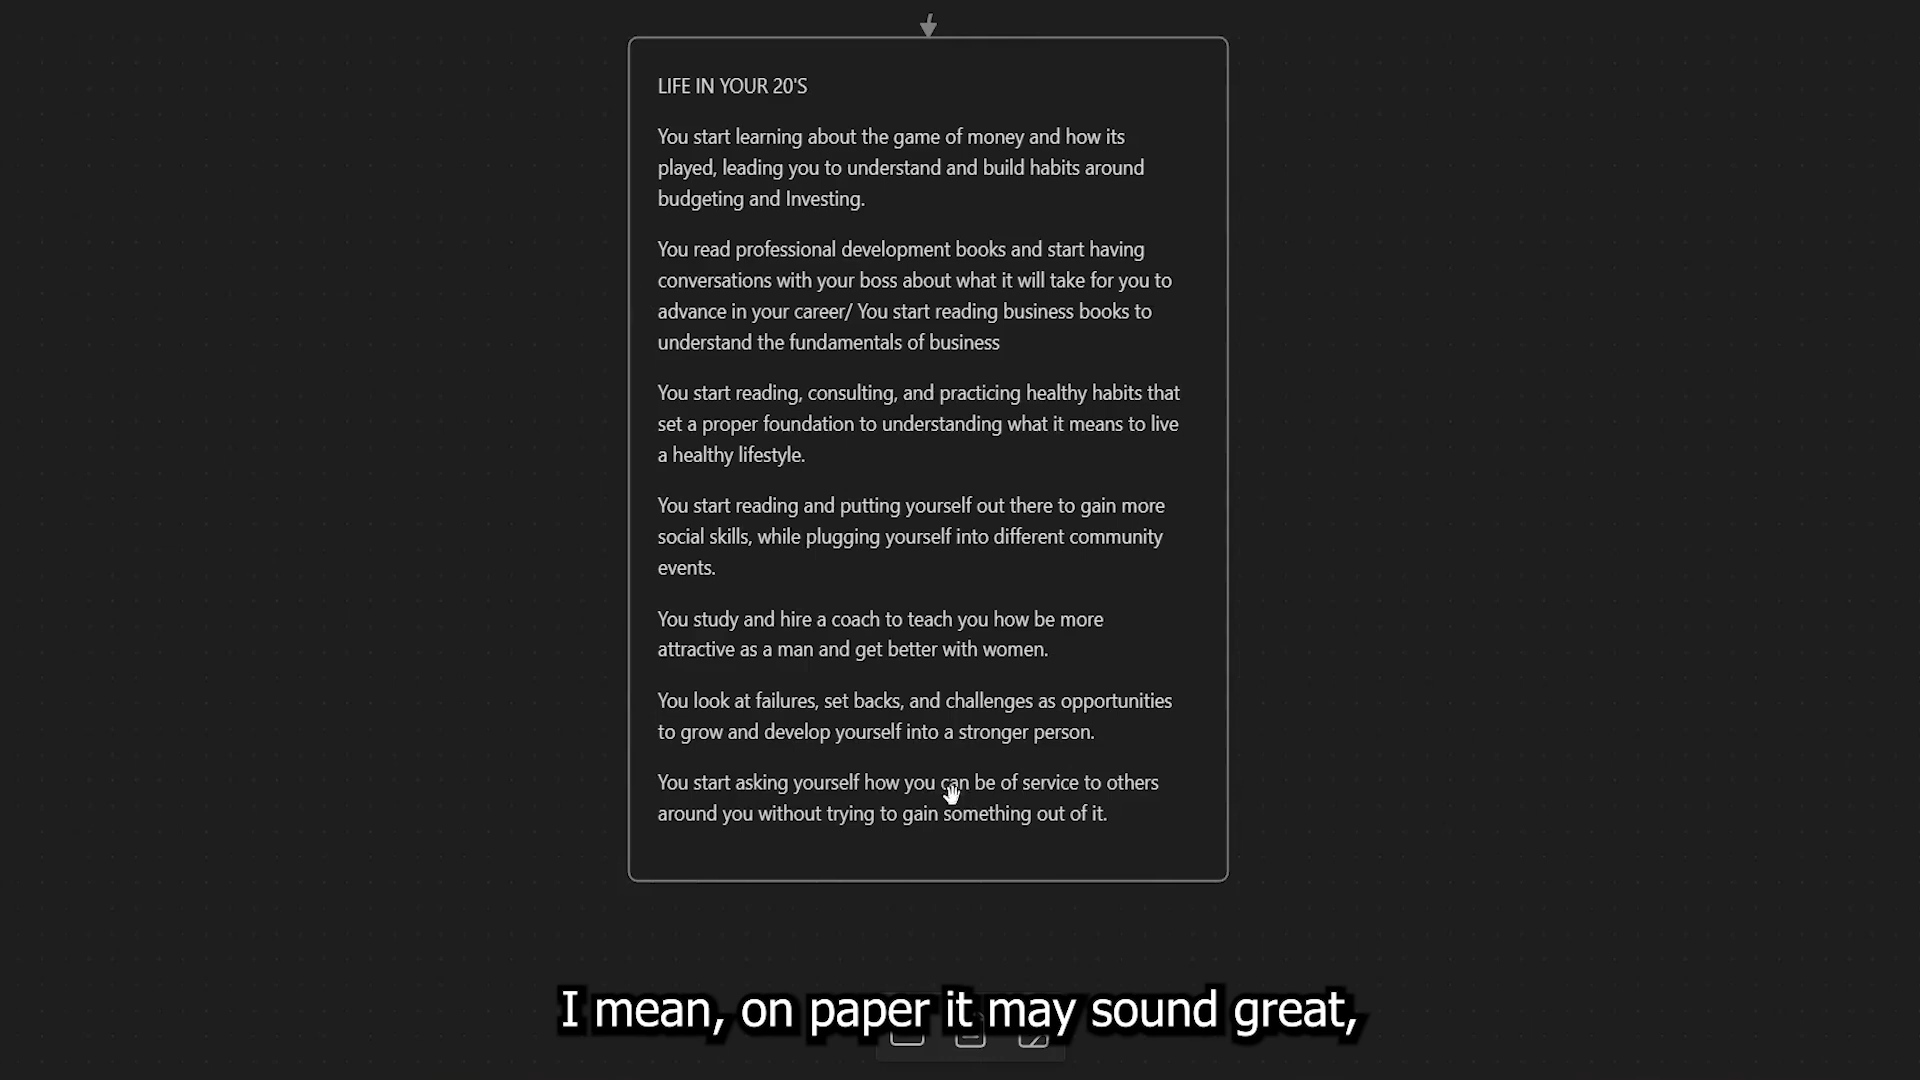 LIFE IN YOUR 20'S
You start learning about the game of money and how its
played, leading you to understand and build habits around
budgeting and Investing.
You read professional development books and start having
conversations with your boss about what it will take for you to
advance in your career/ You start reading business books to
understand the fundamentals of business
You start reading, consulting, and practicing healthy habits that
set a proper foundation to understanding what it means to live
a healthy lifestyle.
You start reading and putting yourself out there to gain more
social skills, while plugging yourself into different community
events.
You study and hire a coach to teach you how be more
attractive as a man and get better with women.
You look at failures, set backs, and challenges as opportunities
to grow and develop yourself into a stronger person.
You start asking yourself how you can be of service to others
around you without trying to gain something out of it.
I mean, on paper it may sound great,